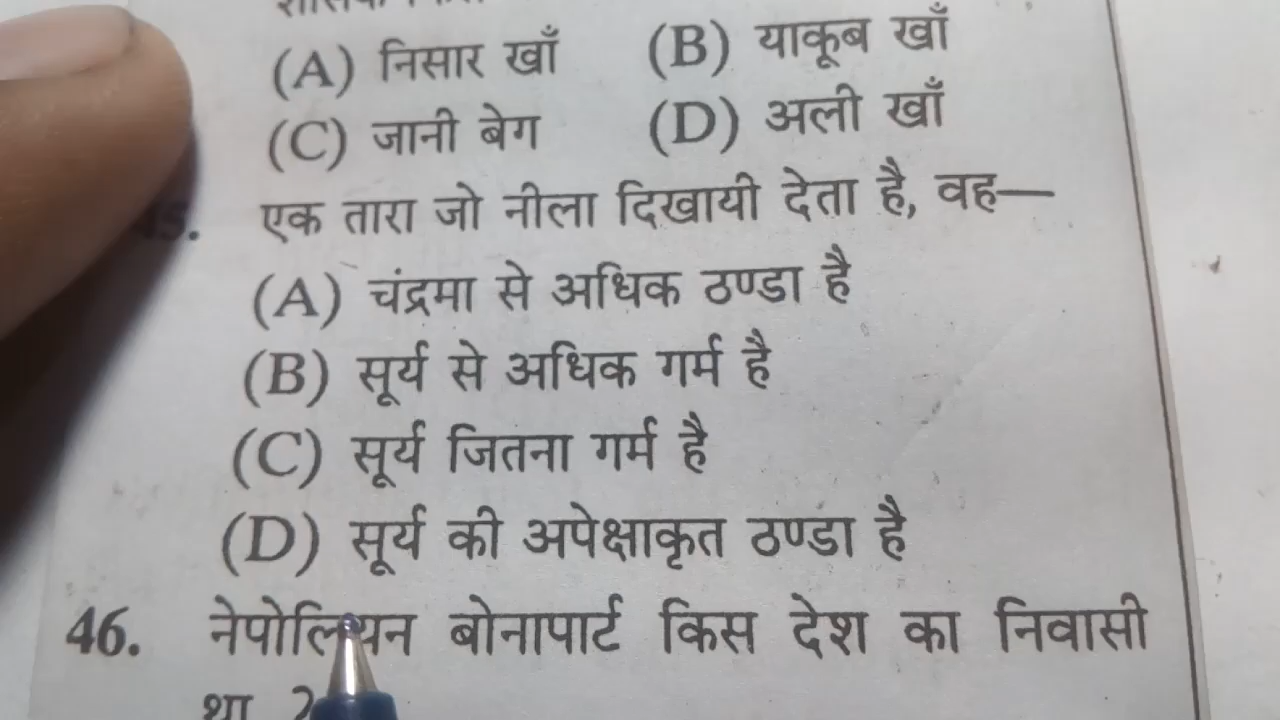 (A) निसार खाँ (B) याकूब खाँ
(C) जानी बेग (D) अली खाँ
एक तारा जो नीला दिखायी देता है, वह—
(A) चंद्रमा से अधिक ठण्डा है
(B) सूर्य से अधिक गर्म है
(C) सूर्य जितना गर्म है
(D) सूर्य की अपेक्षाकृत ठण्डा है
46. नेपोलियन बोनापार्ट किस देश का निवासी
था ?